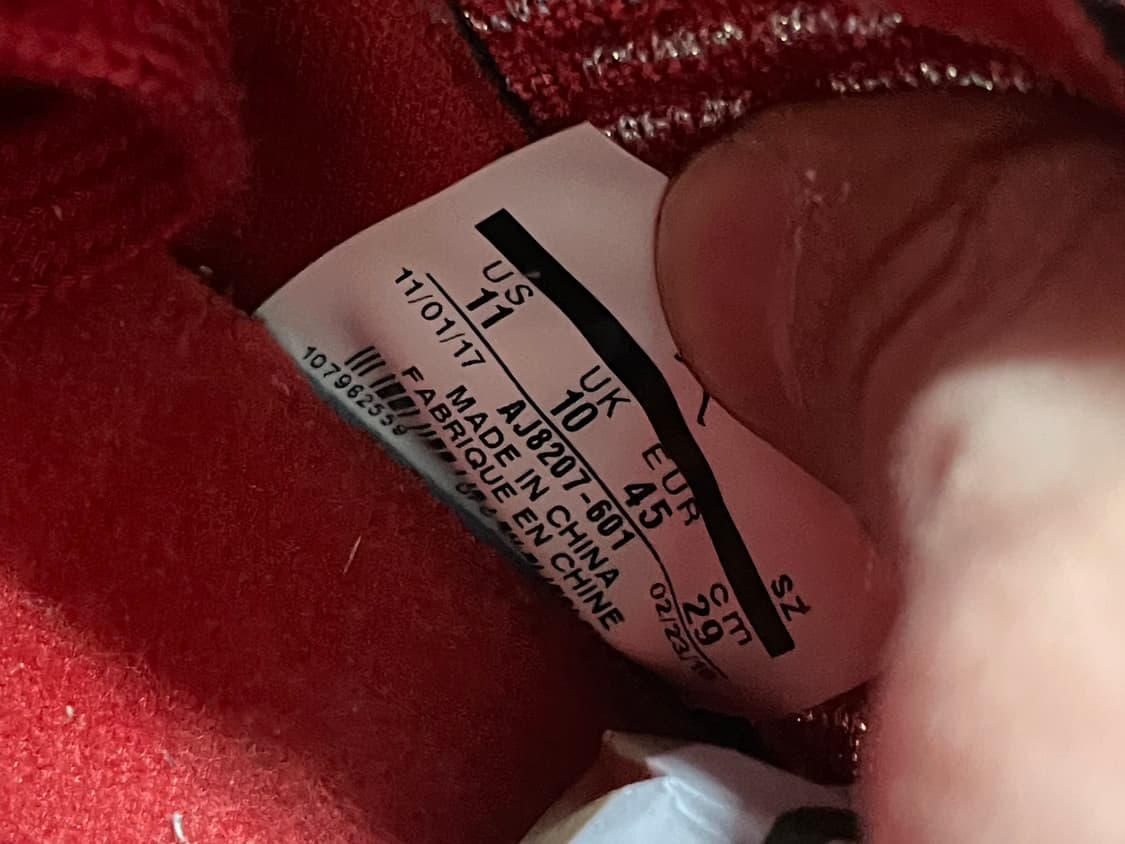 SZ
US UK EUR cm
11 10 45 29
11/01/17 AJ8207-601 02/23/
MADE IN CHINA
FABRIQUE EN CHINE
107962559